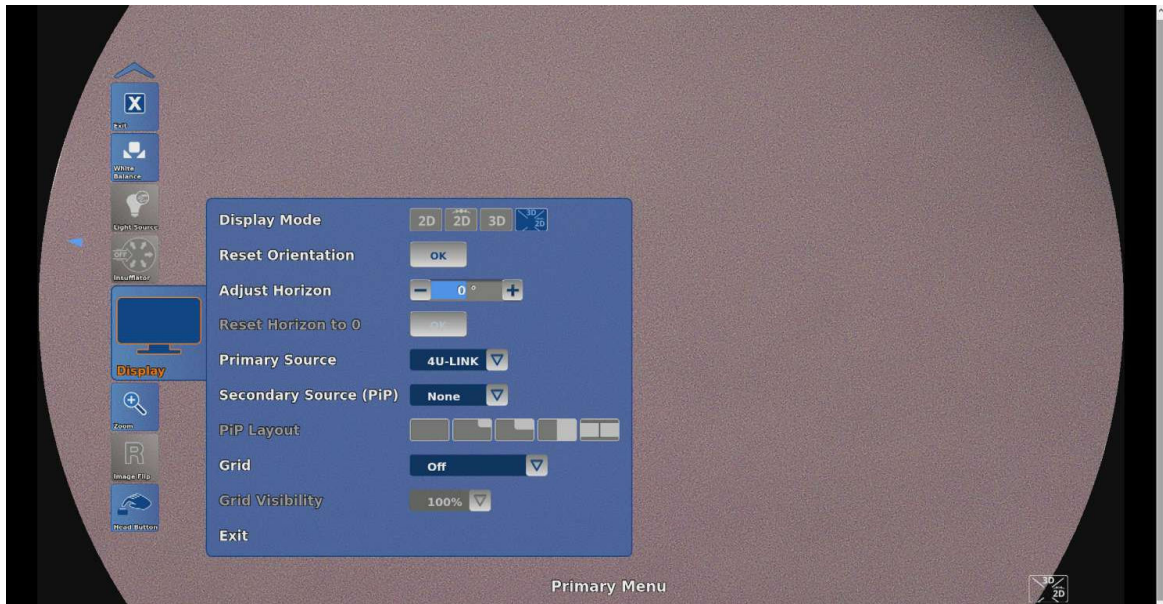 X
Exit
White
Balance
Light Source
OFF
Insufflator
Display
Zoom
R
Image Flip
Head Button
Display Mode 2D 2D 3D 3D 2D
Reset Orientation OK
Adjust Horizon − 0 ° +
Reset Horizon to 0 OK
Primary Source 4U-LINK
Secondary Source (PiP) None
PiP Layout
Grid Off
Grid Visibility 100%
Exit
Primary Menu
3D 2D